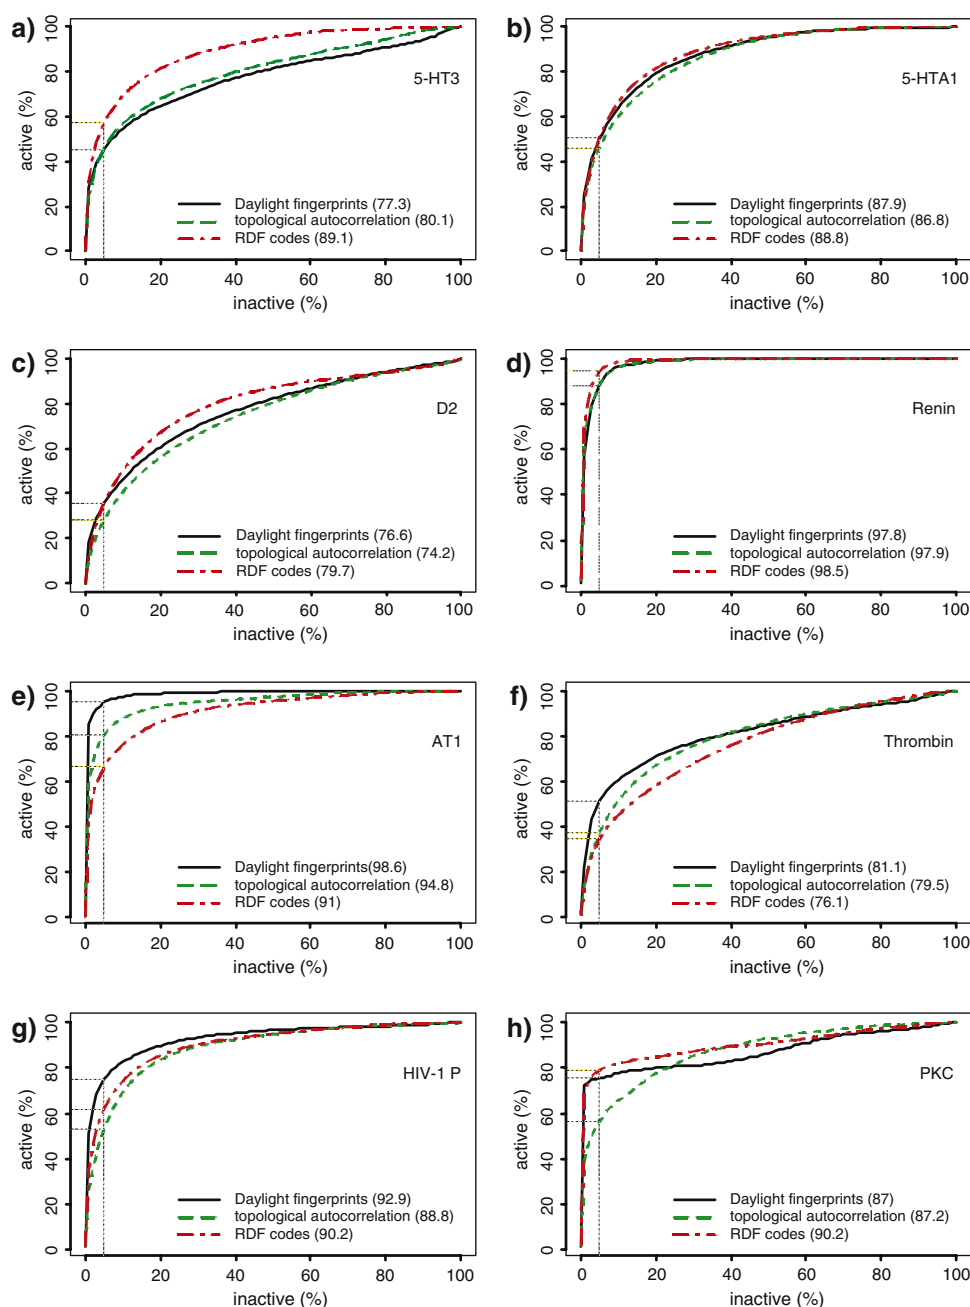 a)
100
80
60
40
20
0
active (%)
5-HT3
Daylight fingerprints (77.3)
topological autocorrelation (80.1)
RDF codes (89.1)
0 20 40 60 80 100
inactive (%)
b)
100
80
60
40
20
0
active (%)
5-HTA1
Daylight fingerprints (87.9)
topological autocorrelation (86.8)
RDF codes (88.8)
0 20 40 60 80 100
inactive (%)
c)
100
80
60
40
20
0
active (%)
D2
Daylight fingerprints (76.6)
topological autocorrelation (74.2)
RDF codes (79.7)
0 20 40 60 80 100
inactive (%)
d)
100
80
60
40
20
0
active (%)
Renin
Daylight fingerprints (97.8)
topological autocorrelation (97.9)
RDF codes (98.5)
0 20 40 60 80 100
inactive (%)
e)
100
80
60
40
20
0
active (%)
AT1
Daylight fingerprints(98.6)
topological autocorrelation (94.8)
RDF codes (91)
0 20 40 60 80 100
inactive (%)
f)
100
80
60
40
20
0
active (%)
Thrombin
Daylight fingerprints (81.1)
topological autocorrelation (79.5)
RDF codes (76.1)
0 20 40 60 80 100
inactive (%)
g)
100
80
60
40
20
0
active (%)
HIV-1 P
Daylight fingerprints (92.9)
topological autocorrelation (88.8)
RDF codes (90.2)
0 20 40 60 80 100
inactive (%)
h)
100
80
60
40
20
0
active (%)
PKC
Daylight fingerprints (87)
topological autocorrelation (87.2)
RDF codes (90.2)
0 20 40 60 80 100
inactive (%)